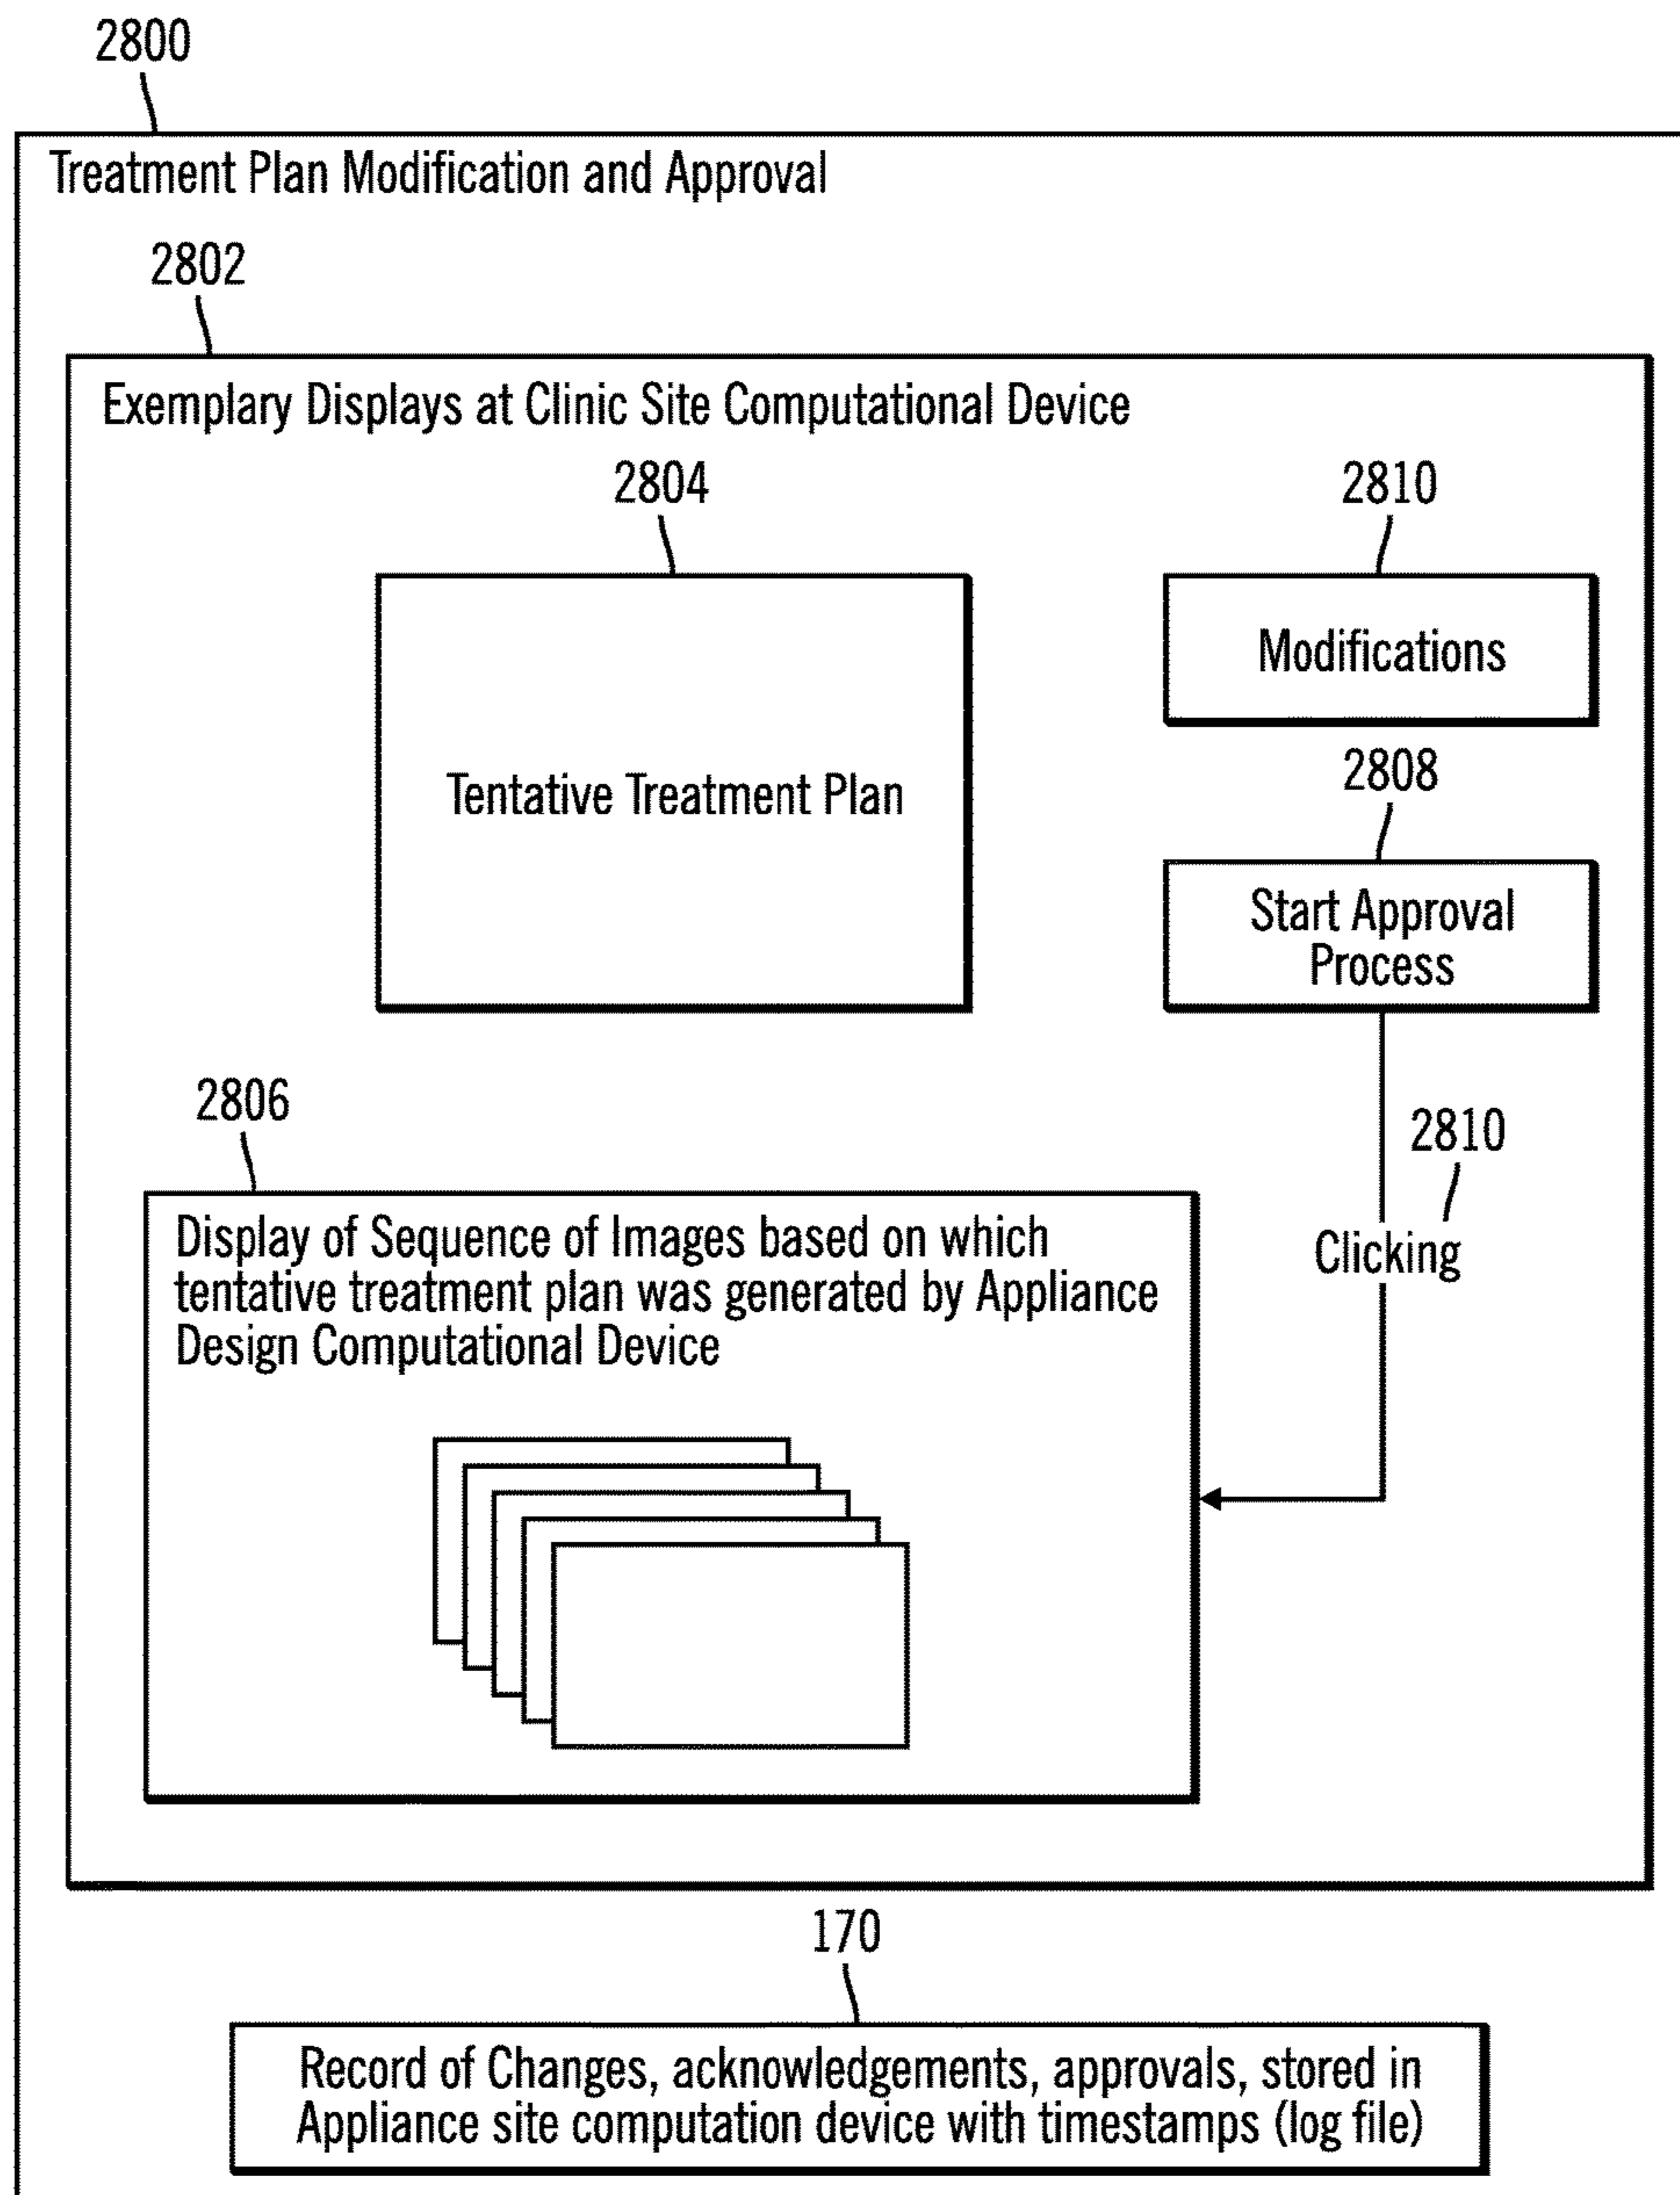 2800
Treatment Plan Modification and Approval
2802
Exemplary Displays at Clinic Site Computational Device
2804
2810
Tentative Treatment Plan
Modifications
2808
Start Approval
Process
2806
2810
Clicking
Display of Sequence of Images based on which
tentative treatment plan was generated by Appliance
Design Computational Device
170
Record of Changes, acknowledgements, approvals, stored in
Appliance site computation device with timestamps (log file)